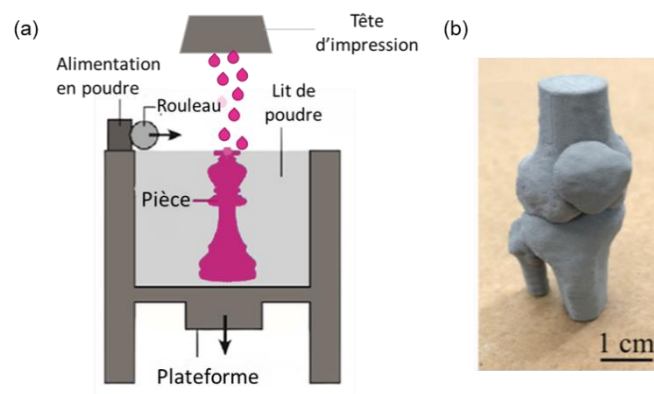 (a)
Tête
d'impression
(b)
Alimentation
en poudre
Rouleau
Lit de
poudre
Pièce
Plateforme
1 cm